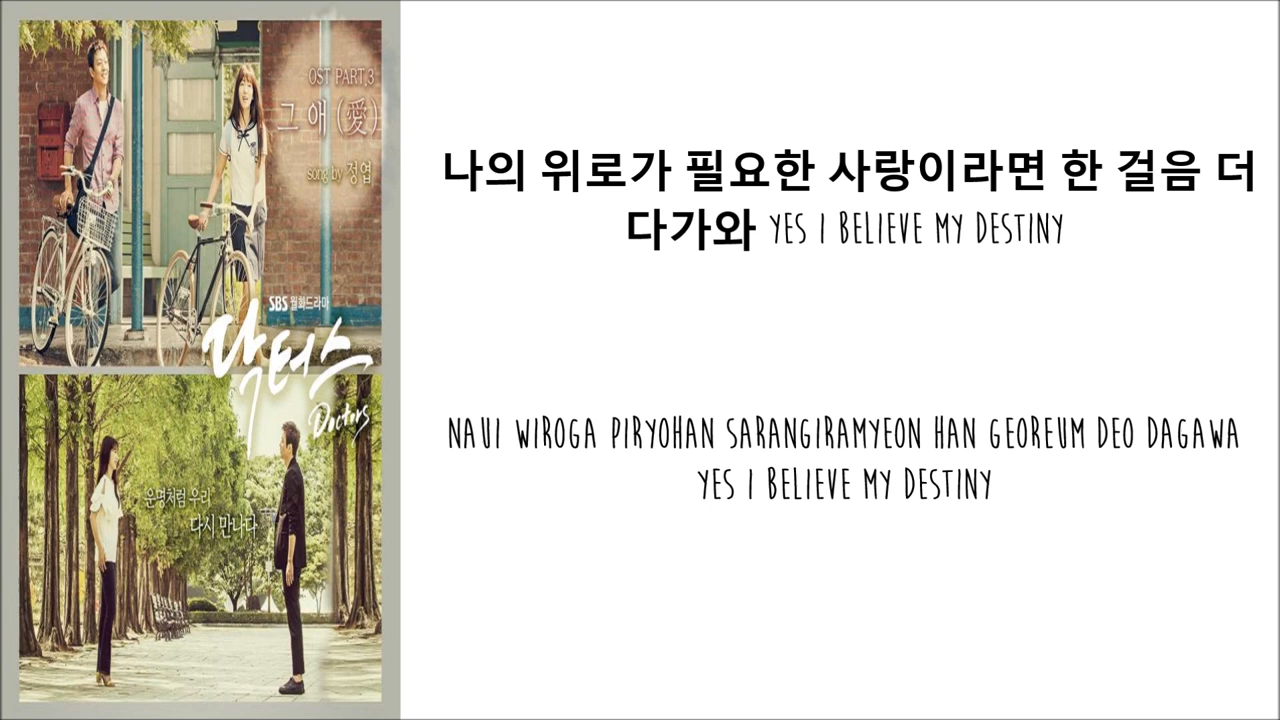 OST PART,3
그 애 (愛)
song by 정엽
SBS 월화드라마
닥터스
Doctors
운명처럼 우리
다시 만나다
나의 위로가 필요한 사랑이라면 한 걸음 더
다가와 YES I BELIEVE MY DESTINY
NAUI WIROGA PIRYOHAN SARANGIRAMYEON HAN GEOREUM DEO DAGAWA
YES I BELIEVE MY DESTINY